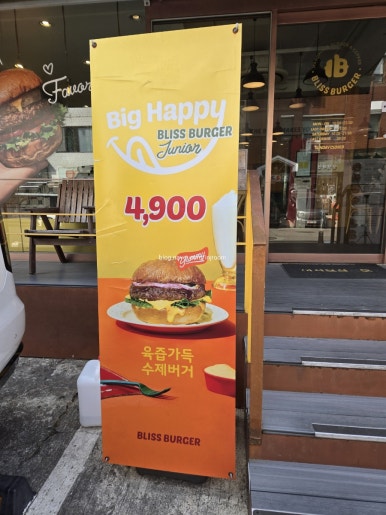 Big Happy
BLISS BURGER
Junior
4,900
Yummy!
육즙가득
수제버거
BLISS BURGER
BLISS BURGER